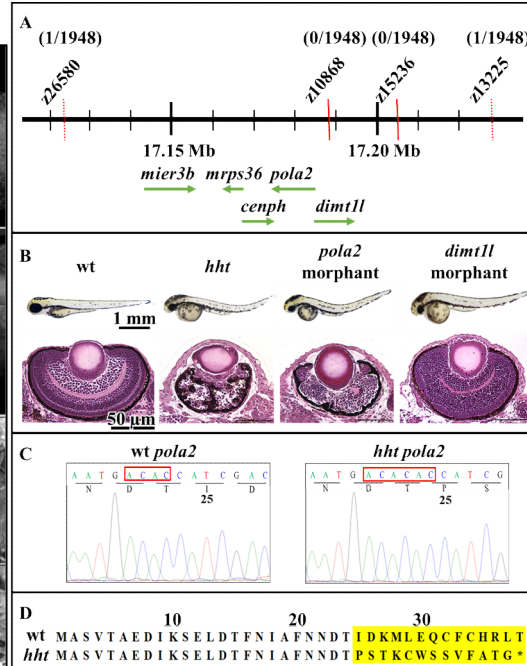 A
(1/1948) (0/1948) (0/1948) (1/1948)
z26580 z10868 z15236 z13225
17.15 Mb 17.20 Mb
mier3b mrps36 pola2
cenph dimt1l
B
wt hht pola2 morphant dimt1l morphant
1 mm
50 µm
C
wt pola2 hht pola2
A A T G A C A C C A T C G A C A A T G A C A C A C C A T C G
N D T I D N D T P S
25 25
D
10 20 30
wt M A S V T A E D I K S E L D T F N I A F N N D T I D K M L E Q C F C H R L T
hht M A S V T A E D I K S E L D T F N I A F N N D T P S T K C W S S V F A T G *